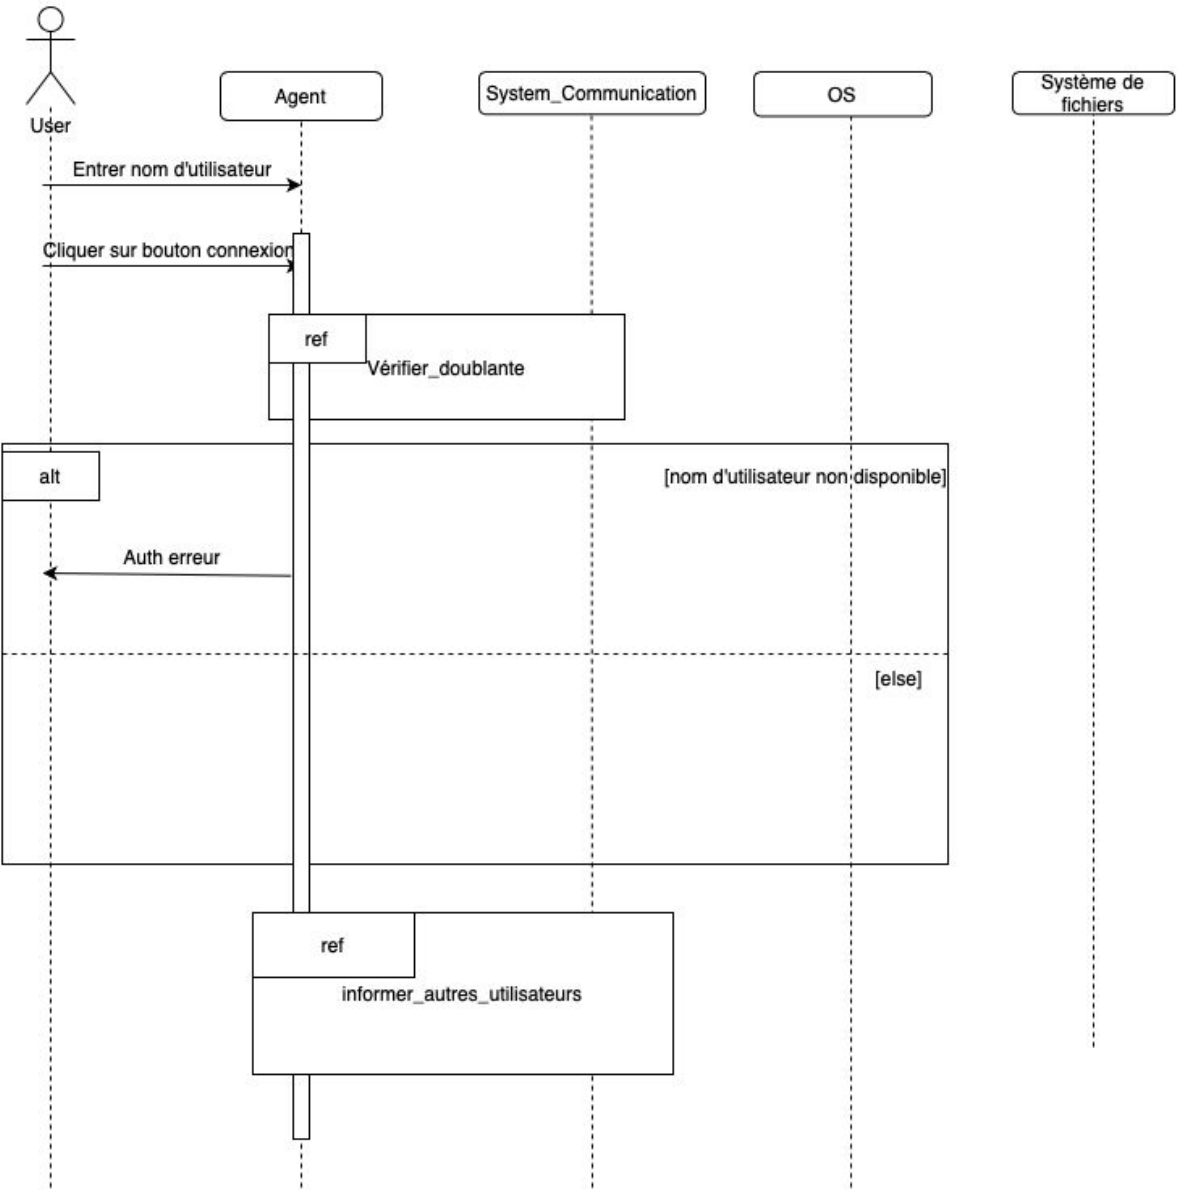 User
Agent
System_Communication
OS
Système de
fichiers
Entrer nom d'utilisateur
Cliquer sur bouton connexion
ref
Vérifier_doublante
alt
[nom d'utilisateur non disponible]
Auth erreur
[else]
ref
informer_autres_utilisateurs